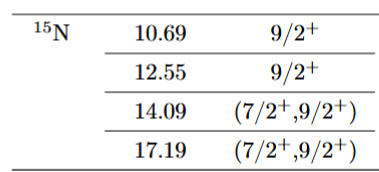 ¹⁵N 10.69 9/2⁺
12.55 9/2⁺
14.09 (7/2⁺,9/2⁺)
17.19 (7/2⁺,9/2⁺)